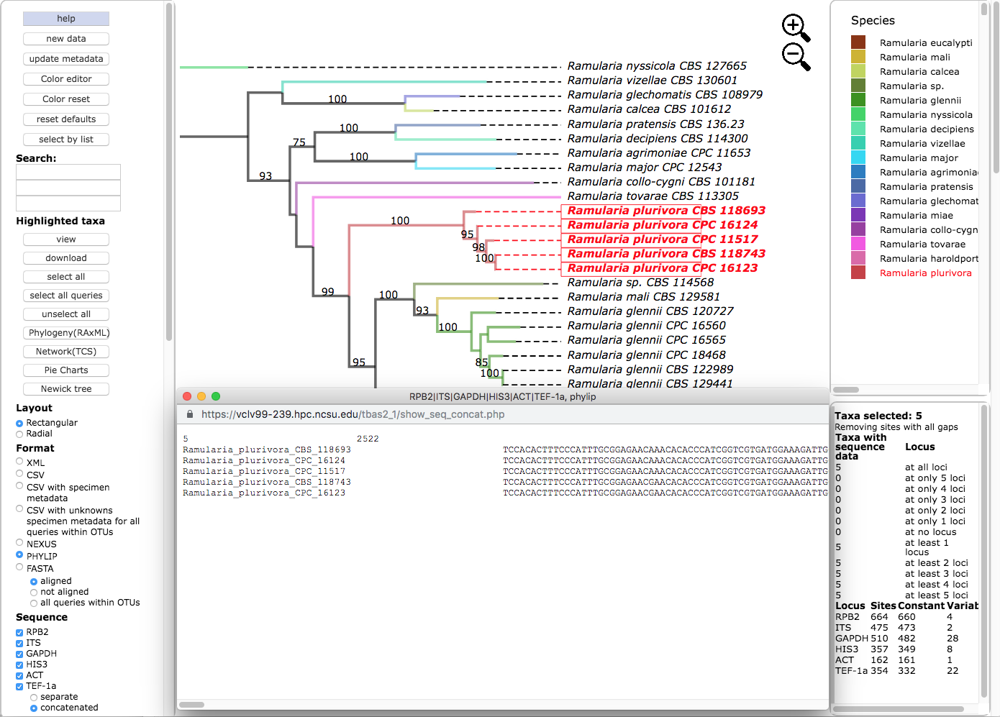 help
new data
update metadata
Color editor
Color reset
reset defaults
select by list
Search:
Highlighted taxa
view
download
select all
select all queries
unselect all
Phylogeny(RAxML)
Network(TCS)
Pie Charts
Newick tree
Layout
Rectangular
Radial
Format
XML
CSV
CSV with specimen
metadata
CSV with unknowns
specimen metadata for all
queries within OTUs
NEXUS
PHYLIP
FASTA
aligned
not aligned
all queries within OTUs
Sequence
RPB2
ITS
GAPDH
HIS3
ACT
TEF-1a
separate
concatenated
Ramularia nyssicola CBS 127665
Ramularia vizellae CBS 130601
100
Ramularia glechomatis CBS 108979
Ramularia calcea CBS 101612
100
Ramularia pratensis CBS 136.23
75
Ramularia decipiens CBS 114300
100
Ramularia agrimoniae CPC 11653
Ramularia major CPC 12543
93
Ramularia collo-cygni CBS 101181
Ramularia tovarae CBS 113305
Ramularia plurivora CBS 118693
100
Ramularia plurivora CPC 16124
95
Ramularia plurivora CPC 11517
98
Ramularia plurivora CBS 118743
100
Ramularia plurivora CPC 16123
Ramularia sp. CBS 114568
99
100
Ramularia mali CBS 129581
93
Ramularia glennii CBS 120727
100
Ramularia glennii CPC 16560
Ramularia glennii CPC 16565
Ramularia glennii CPC 18468
95
85
Ramularia glennii CBS 122989
100
Ramularia glennii CBS 129441
RPB2|ITS|GAPDH|HIS3|ACT|TEF-1a, phylip
https://vclv99-239.hpc.ncsu.edu/tbas2_1/show_seq_concat.php
5 2522
Ramularia_plurivora_CBS_118693 TCCACACTTTCCCATTTGCGGAGAACAAACACACCCATCGGTCGTGATGGAAAGATTG
Ramularia_plurivora_CPC_16124 TCCACACTTTCCCATTTGCGGAGAACAAACACACCCATCGGTCGTGATGGAAAGATTG
Ramularia_plurivora_CPC_11517 TCCACACTTTCCCATTTGCGGAGAACGAACACACCCATCGGTCGTGATGGAAAGATTG
Ramularia_plurivora_CBS_118743 TCCACACTTTCCCATTTGCGGAGAACGAACACACCCATCGGTCGTGATGGAAAGATTG
Ramularia_plurivora_CPC_16123 TCCACACTTTCCCATTTGCGGAGAACGAACACACCCATCGGTCGTGATGGAAAGATTG
Species
Ramularia eucalypti
Ramularia mali
Ramularia calcea
Ramularia sp.
Ramularia glennii
Ramularia nyssicola
Ramularia decipiens
Ramularia vizellae
Ramularia major
Ramularia agrimonia
Ramularia pratensis
Ramularia glechomat
Ramularia miae
Ramularia collo-cygn
Ramularia tovarae
Ramularia haroldport
Ramularia plurivora
Taxa selected: 5
Removing sites with all gaps
Taxa with
sequence
data Locus
5 at all loci
0 at only 5 loci
0 at only 4 loci
0 at only 3 loci
0 at only 2 loci
0 at only 1 loci
0 at no locus
5 at least 1
locus
5 at least 2 loci
5 at least 3 loci
5 at least 4 loci
5 at least 5 loci
Locus Sites Constant Variab
RPB2 664 660 4
ITS 475 473 2
GAPDH 510 482 28
HIS3 357 349 8
ACT 162 161 1
TEF-1a 354 332 22